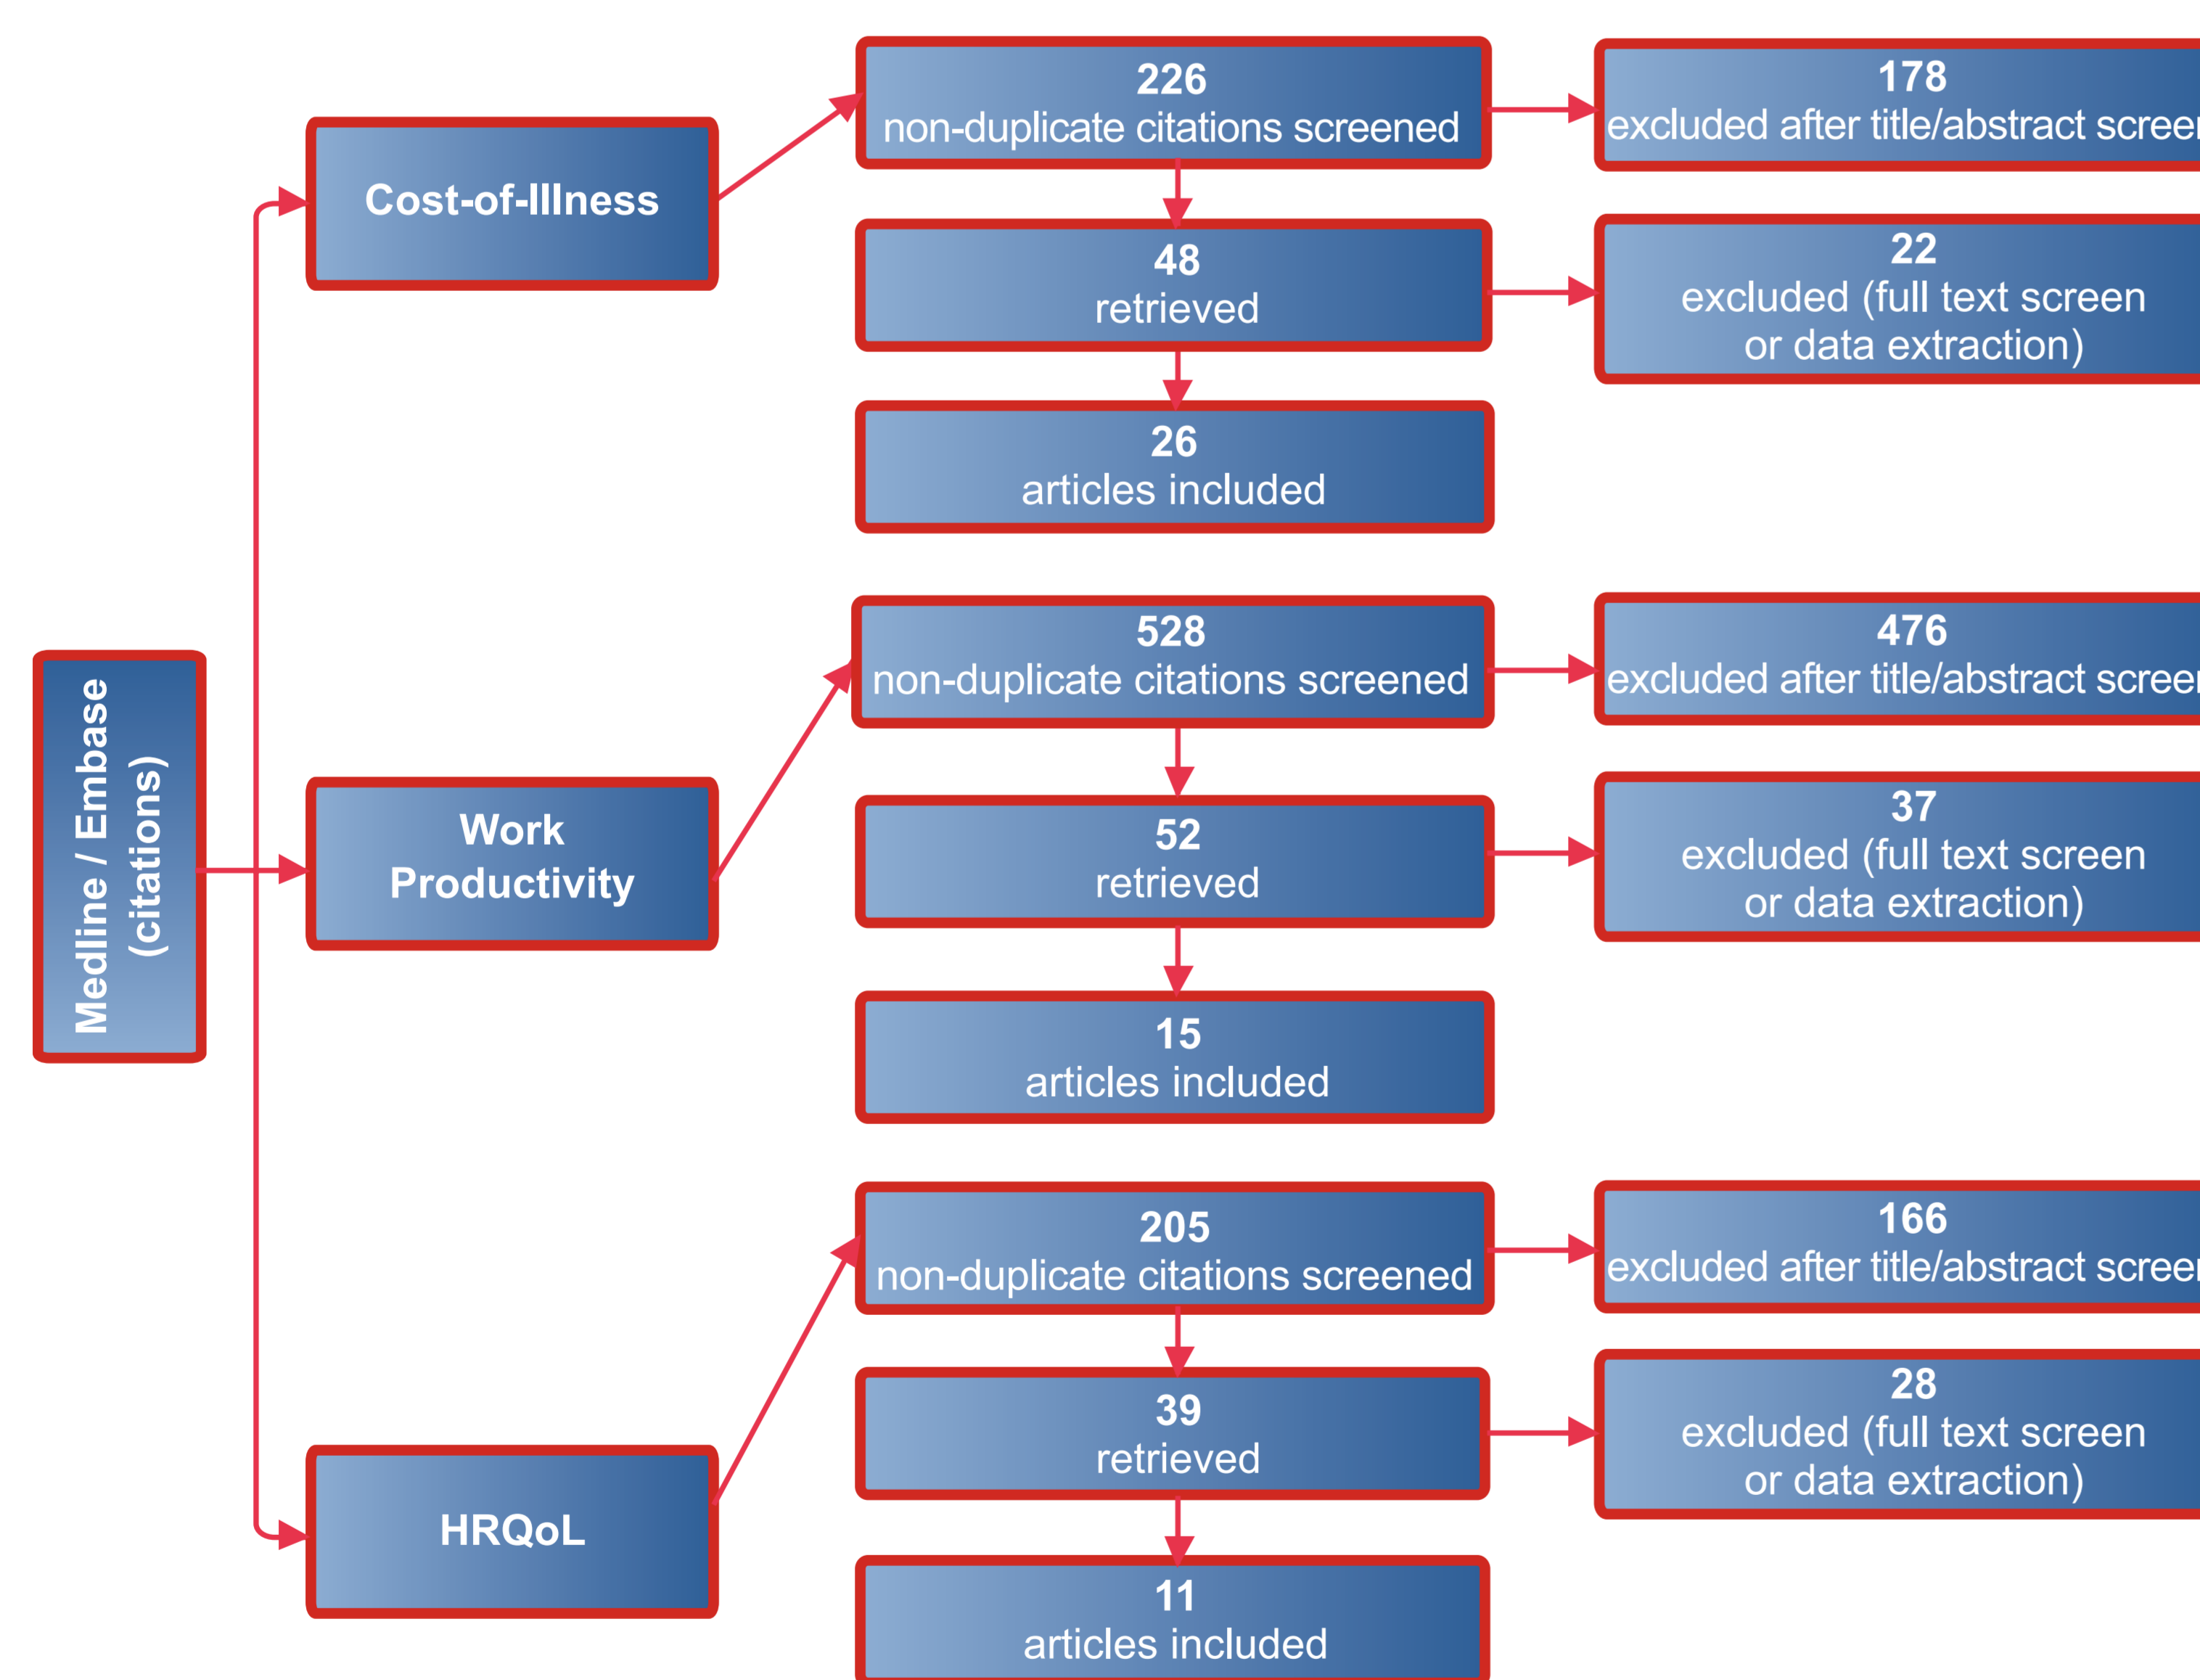 Medline / Embase
(citations)
Cost-of-Illness
226
non-duplicate citations screened
178
excluded after title/abstract
48
retrieved
22
excluded (full text screen
or data extraction)
26
articles included
Work
Productivity
528
non-duplicate citations screened
476
excluded after title/abstract
52
retrieved
37
excluded (full text screen
or data extraction)
15
articles included
HRQoL
205
non-duplicate citations screened
166
excluded after title/abstract
39
retrieved
28
excluded (full text screen
or data extraction)
11
articles included